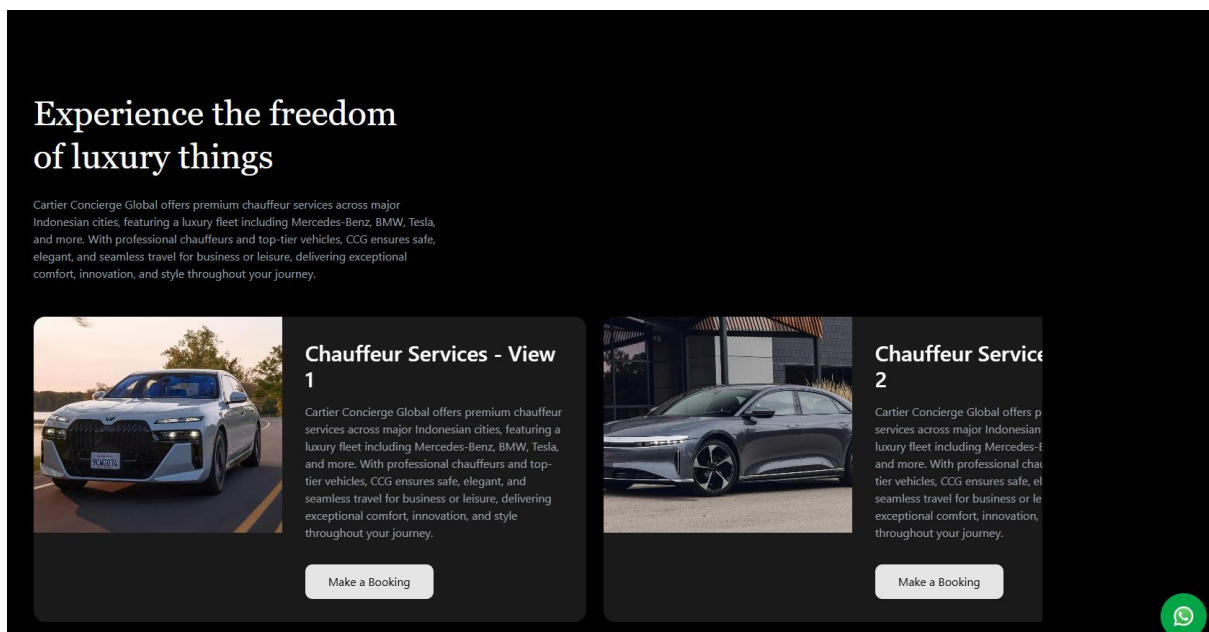 Experience the freedom
of luxury things
Cartier Concierge Global offers premium chauffeur services across major
Indonesian cities, featuring a luxury fleet including Mercedes-Benz, BMW, Tesla,
and more. With professional chauffeurs and top-tier vehicles, CCG ensures safe,
elegant, and seamless travel for business or leisure, delivering exceptional
comfort, innovation, and style throughout your journey.
Chauffeur Services - View
1
Cartier Concierge Global offers premium chauffeur
services across major Indonesian cities, featuring a
luxury fleet including Mercedes-Benz, BMW, Tesla,
and more. With professional chauffeurs and top-
tier vehicles, CCG ensures safe, elegant, and
seamless travel for business or leisure, delivering
exceptional comfort, innovation, and style
throughout your journey.
Make a Booking
Chauffeur Service
2
Cartier Concierge Global offers p
services across major Indonesian
luxury fleet including Mercedes-B
and more. With professional chau
tier vehicles, CCG ensures safe, el
seamless travel for business or le
exceptional comfort, innovation,
throughout your journey.
Make a Booking